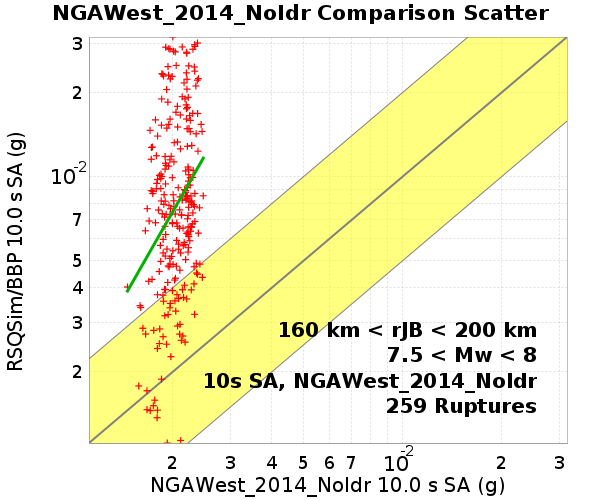 NGAWest_2014_NoIdr Comparison Scatter
3
2
10-2
7
5
4
3
2
RSQSim/BBP 10.0 s SA (g)
160 km < rJB < 200 km
7.5 < Mw < 8
10s SA, NGAWest_2014_NoIdr
259 Ruptures
2 3 4 5 6 7 10-2 2 3
NGAWest_2014_NoIdr 10.0 s SA (g)